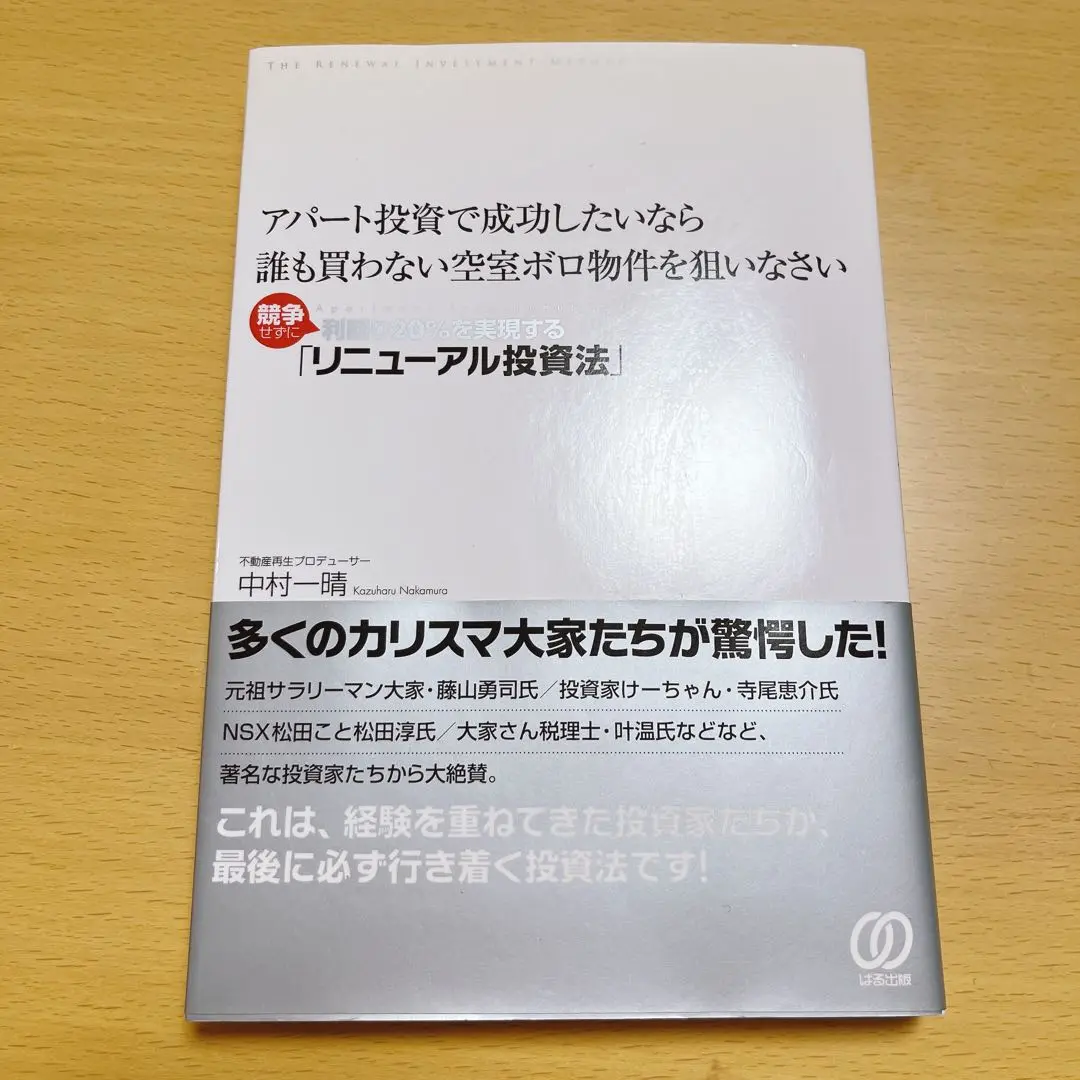 THE RENEWAL INVESTMENT
アパート投資で成功したいなら
誰も買わない空室ボロ物件を狙いなさい
競争
せずに
利回り20%を実現する
「リニューアル投資法」
不動産再生プロデューサー
中村一晴 Kazuharu Nakamura
多くのカリスマ大家たちが驚愕した!
元祖サラリーマン大家・藤山勇司氏/投資家けーちゃん・寺尾恵介氏
NSX松田こと松田淳氏/大家さん税理士・叶温氏などなど、
著名な投資家たちから大絶賛。
これは、経験を重ねてきた投資家たちが、
最後に必ず行き着く投資法です!
ぱる出版